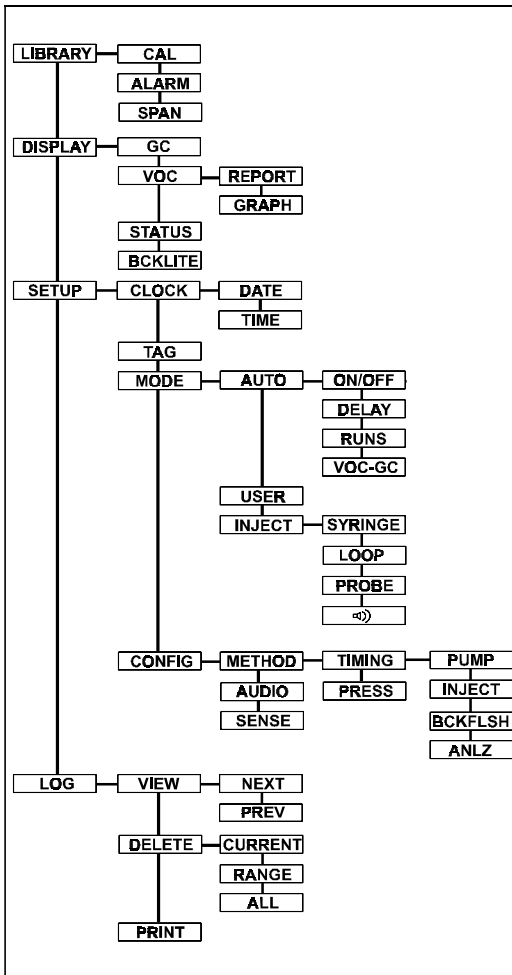 LIBRARY CAL
ALARM
SPAN
DISPLAY GC
VOC REPORT
GRAPH
STATUS
BCKLITE
SETUP CLOCK DATE
TIME
TAG
MODE AUTO ON/OFF
DELAY
RUNS
VOC-GC
USER
INJECT SYRINGE
LOOP
PROBE
CONFIG METHOD TIMING PUMP
AUDIO PRESS INJECT
SENSE BCKFLSH
ANLZ
LOG VIEW NEXT
PREV
DELETE CURRENT
RANGE
ALL
PRINT